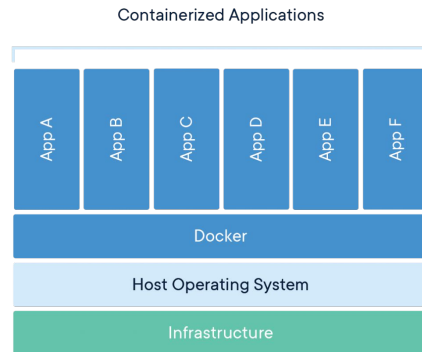 Containerized Applications
App A
App B
App C
App D
App E
App F
Docker
Host Operating System
Infrastructure